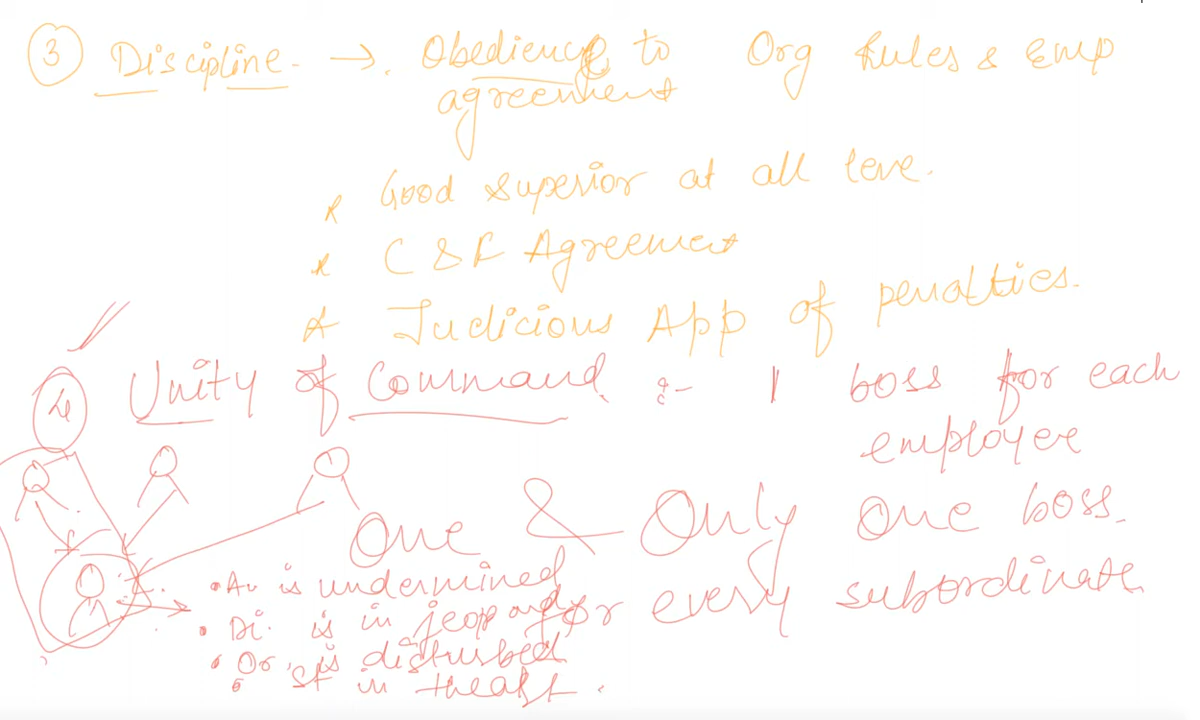 ③ Discipline → Obedience to Org Rules & Emp
agreement
* Good superior at all leve.
* C & F Agreement
* Judicious App of penalties.
④ Unity of Command :- 1 boss for each
employee
One & Only one boss
for every subordinate
• Au is undermined
• Di. is in jeopardy
• Or. is disturbed
• St in